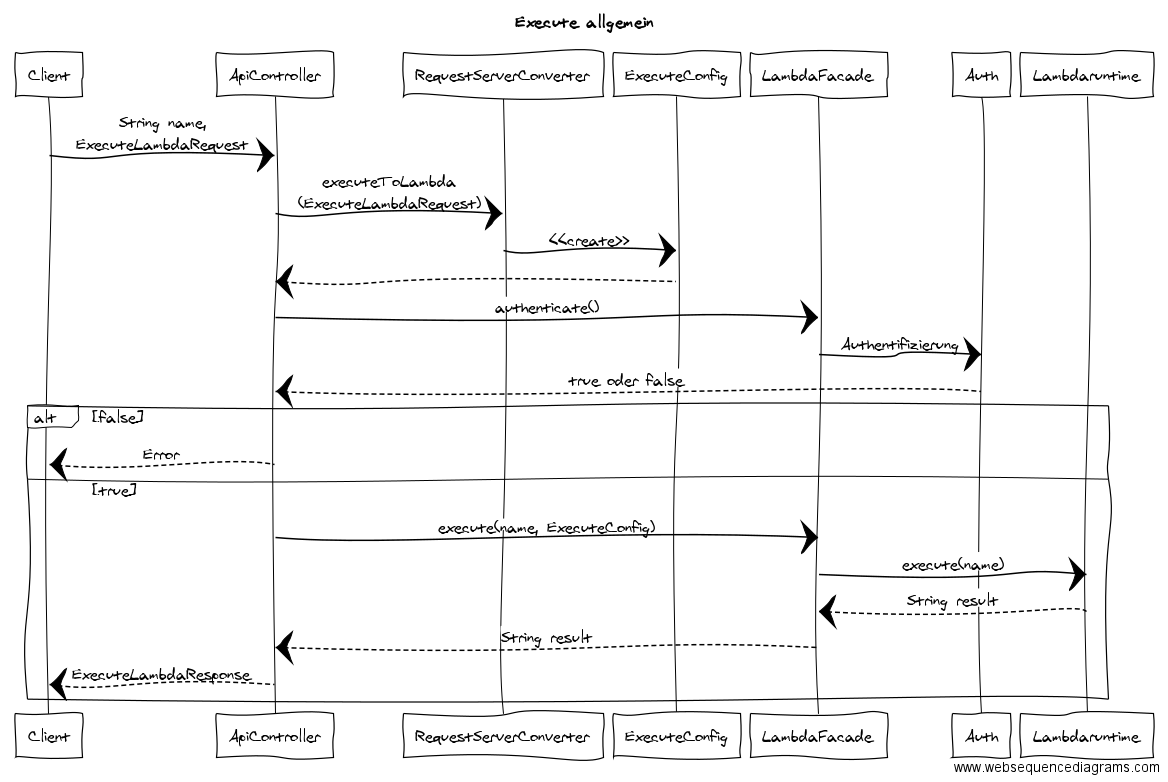 Execute allgemein
Client
ApiController
RequestServerConverter
ExecuteConfig
LambdaFacade
Auth
Lambdaruntime
String name,
ExecuteLambdaRequest
executeToLambda
(ExecuteLambdaRequest)
<<create>>
authenticate()
Authentifizierung
true oder false
alt [false]
Error
[true]
execute(name, ExecuteConfig)
execute(name)
String result
String result
ExecuteLambdaResponse
Client
ApiController
RequestServerConverter
ExecuteConfig
LambdaFacade
Auth
Lambdaruntime
www.websequencediagrams.com